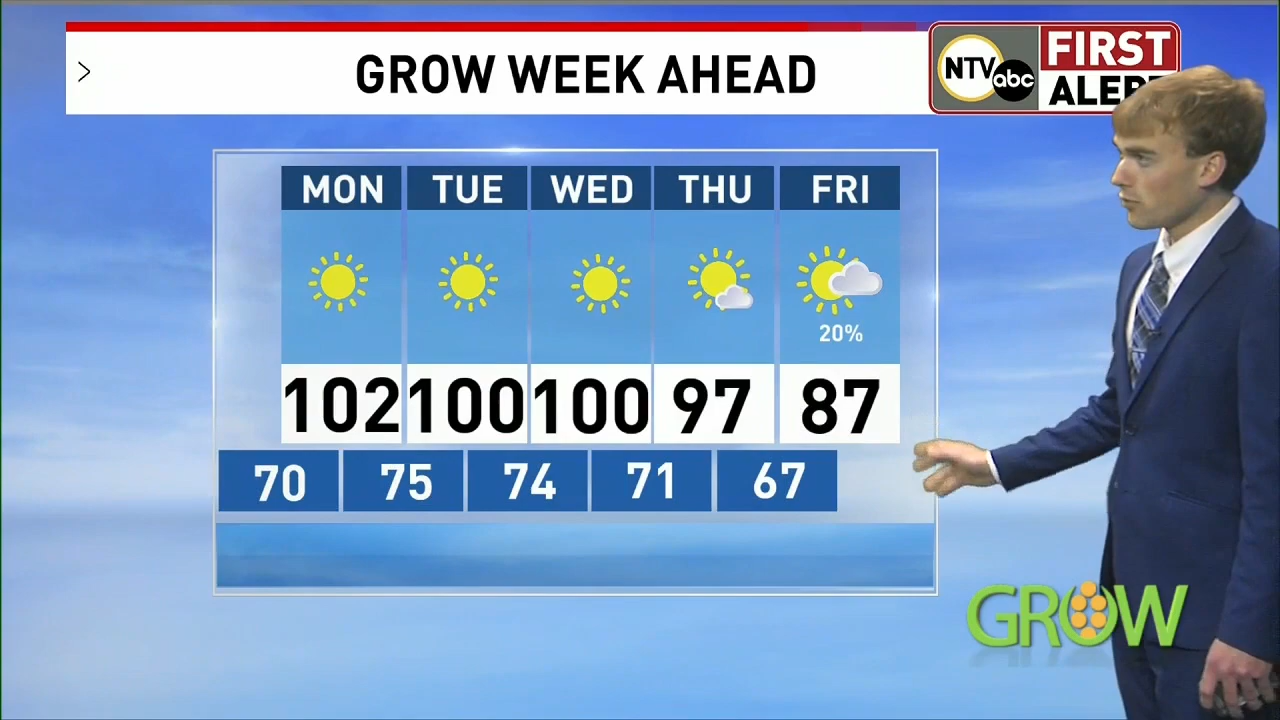 GROW WEEK AHEAD
NTV
abc
FIRST
ALER
MON TUE WED THU FRI
20%
102 100 100 97 87
70 75 74 71 67
GROW